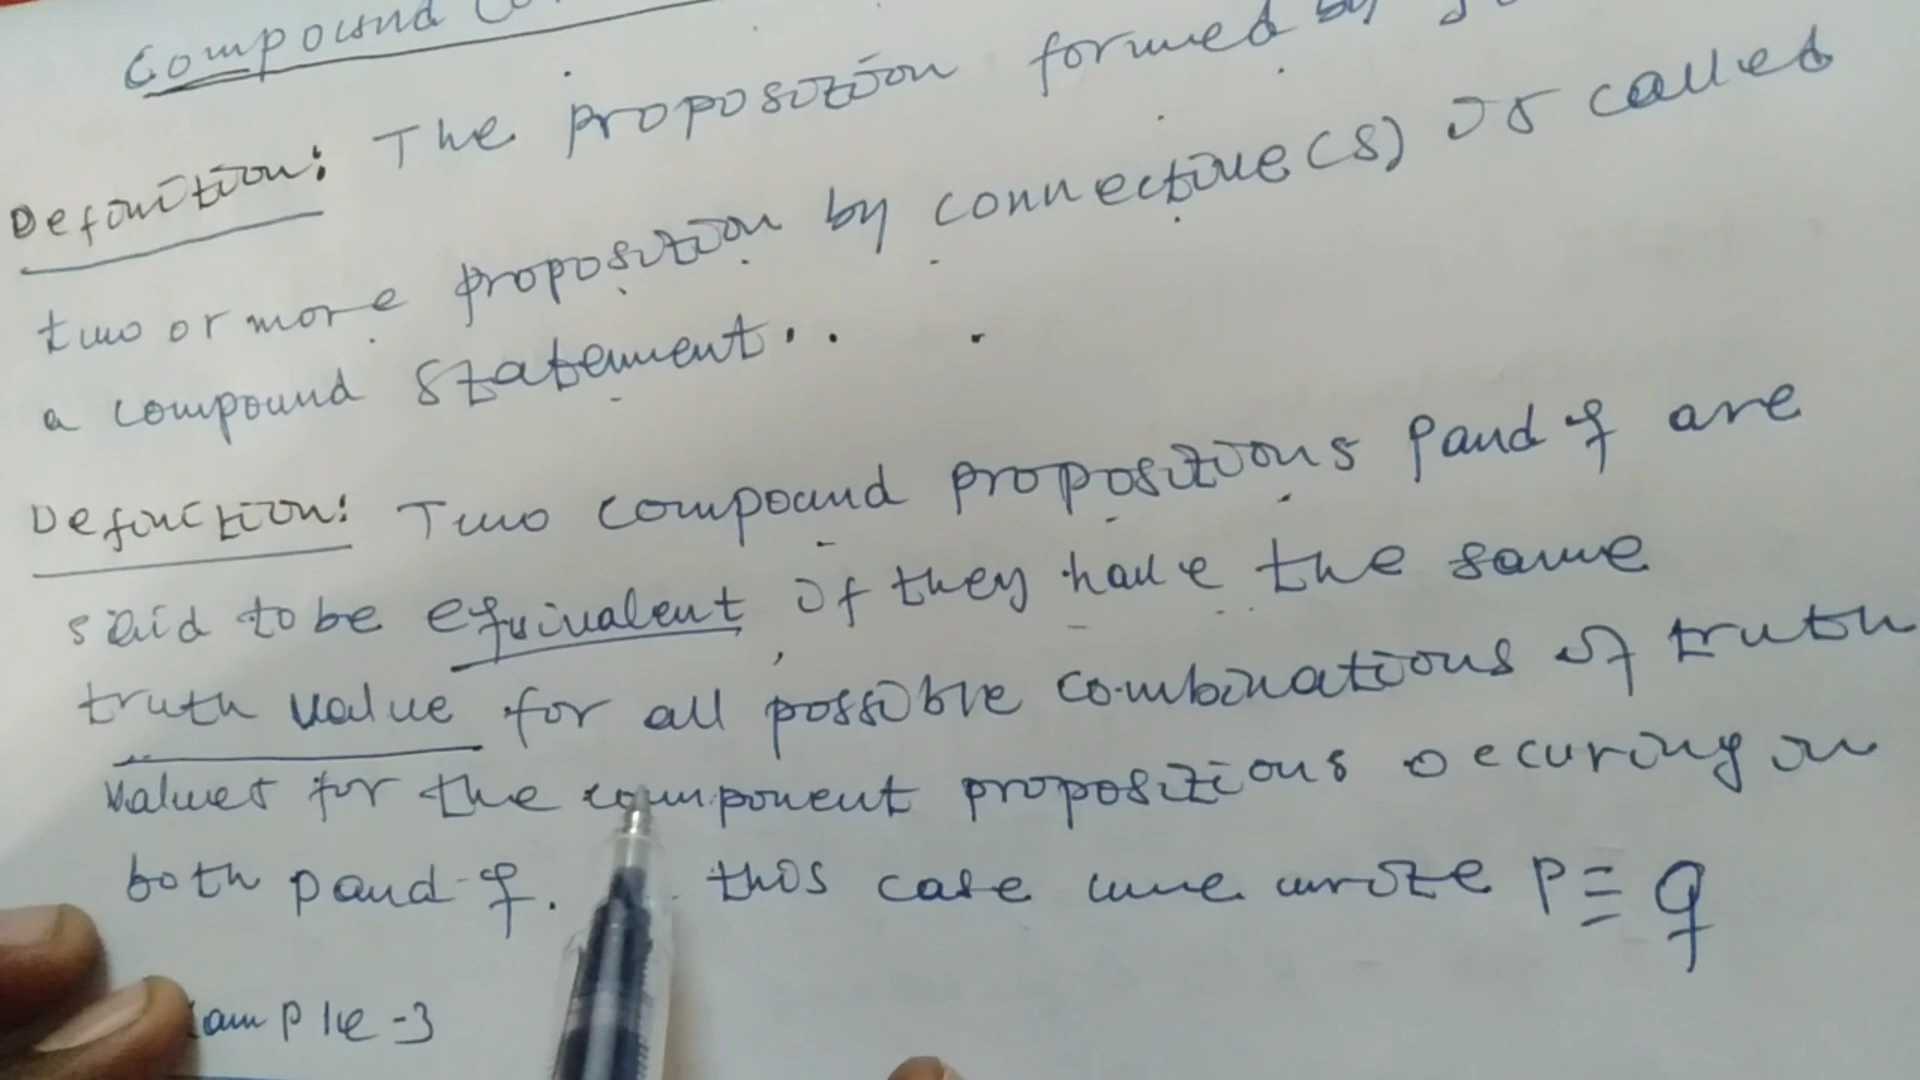 Compound
Definition: The proposition formed by
two or more proposition by connective(s) is called
a compound statement.
Definition: Two compound propositions p and q are
said to be equivalent if they have the same
truth value for all possible combinations of truth
values for the component propositions occuring in
both p and q. this case we write P ≡ q
ample-3